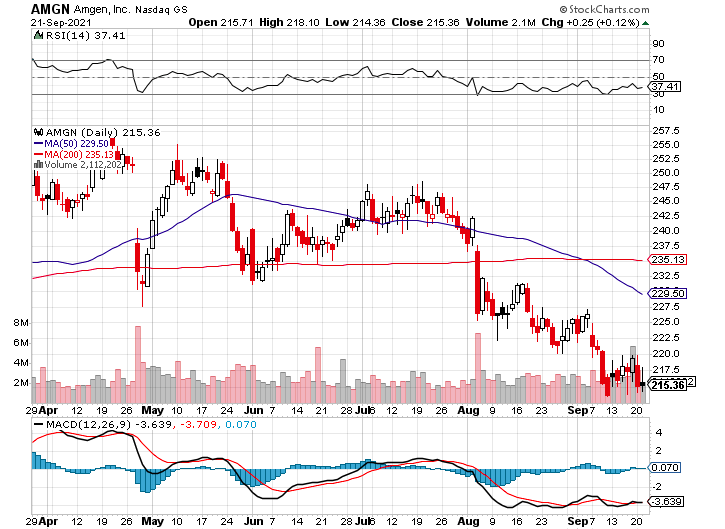 AMGN Amgen, Inc. Nasdaq GS
© StockCharts.com
21-Sep-2021 Open 215.71 High 218.10 Low 214.36 Close 215.36 Volume 2.1M Chg +0.25 (+0.12%)
RSI(14) 37.41
90
70
50
37.41
30
10
AMGN (Daily) 215.36
MA(50) 229.50
MA(200) 235.13
Volume 2,112,202
257.5
255.0
252.5
250.0
247.5
245.0
242.5
240.0
237.5
235.13
232.5
229.50
227.5
225.0
222.5
220.0
217.5
215.36
8M
6M
4M
2M
29 Apr 12 19 26 May 10 17 24 Jun 7 14 21 28 Jul 6 12 19 26 Aug 9 16 23 Sep 7 13 20
MACD(12,26,9) -3.639, -3.709, 0.070
4
2
0.070
-2
-3.639
29 Apr 12 19 26 May 10 17 24 Jun 7 14 21 28 Jul 6 12 19 26 Aug 9 16 23 Sep 7 13 20